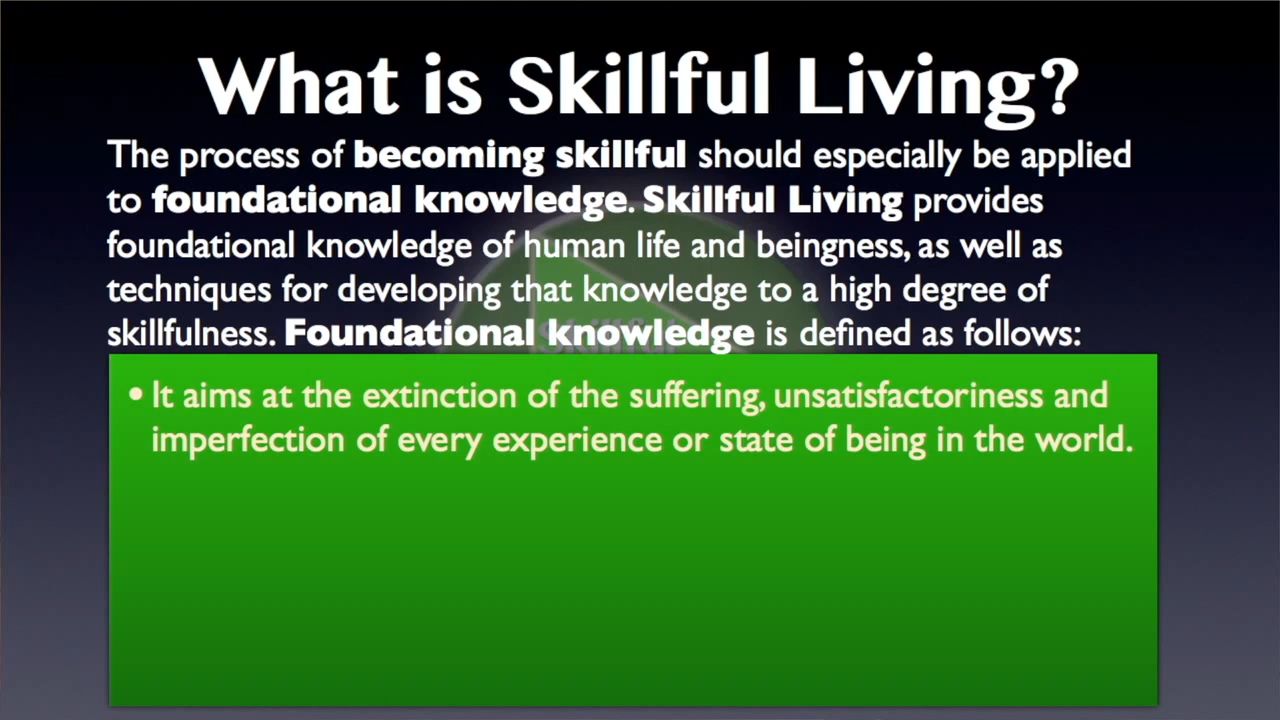 What is Skillful Living?
The process of becoming skillful should especially be applied
to foundational knowledge. Skillful Living provides
foundational knowledge of human life and beingness, as well as
techniques for developing that knowledge to a high degree of
skillfulness. Foundational knowledge is defined as follows:
• It aims at the extinction of the suffering, unsatisfactoriness and
imperfection of every experience or state of being in the world.